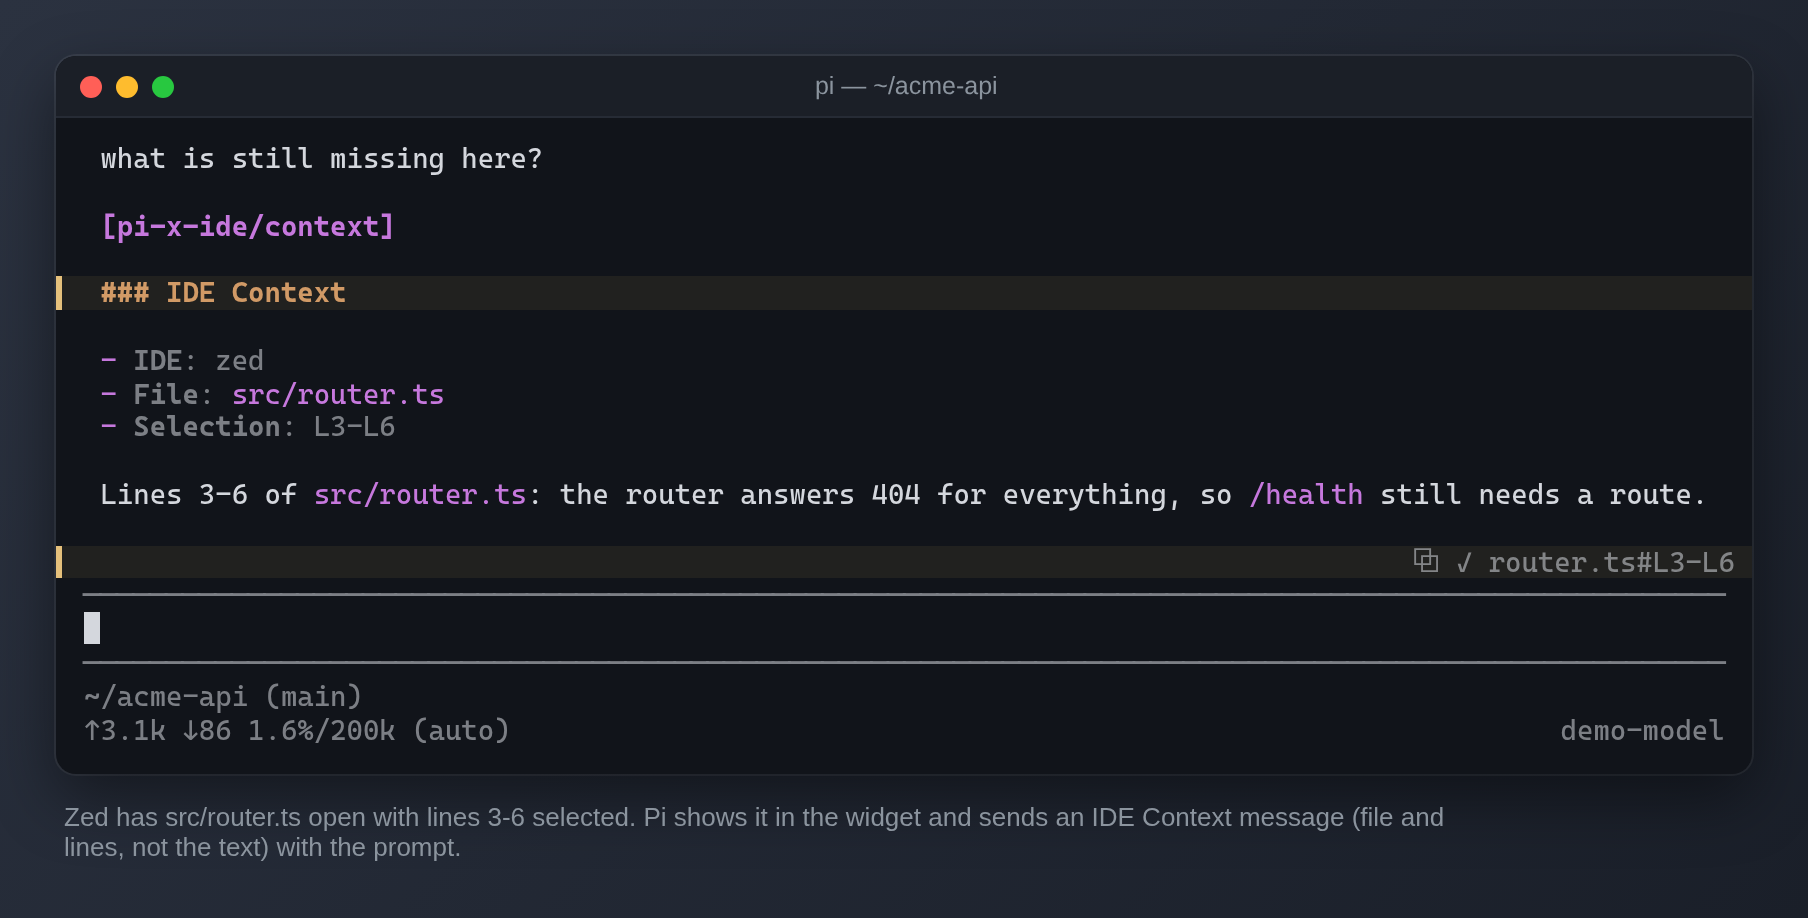 pi — ~/acme-api
what is still missing here?
[pi-x-ide/context]
### IDE Context
- IDE: zed
- File: src/router.ts
- Selection: L3-L6
Lines 3-6 of src/router.ts: the router answers 404 for everything, so /health still needs a route.
✓ router.ts#L3-L6
~/acme-api (main)
↑3.1k ↓86 1.6%/200k (auto) demo-model
Zed has src/router.ts open with lines 3-6 selected. Pi shows it in the widget and sends an IDE Context message (file and
lines, not the text) with the prompt.